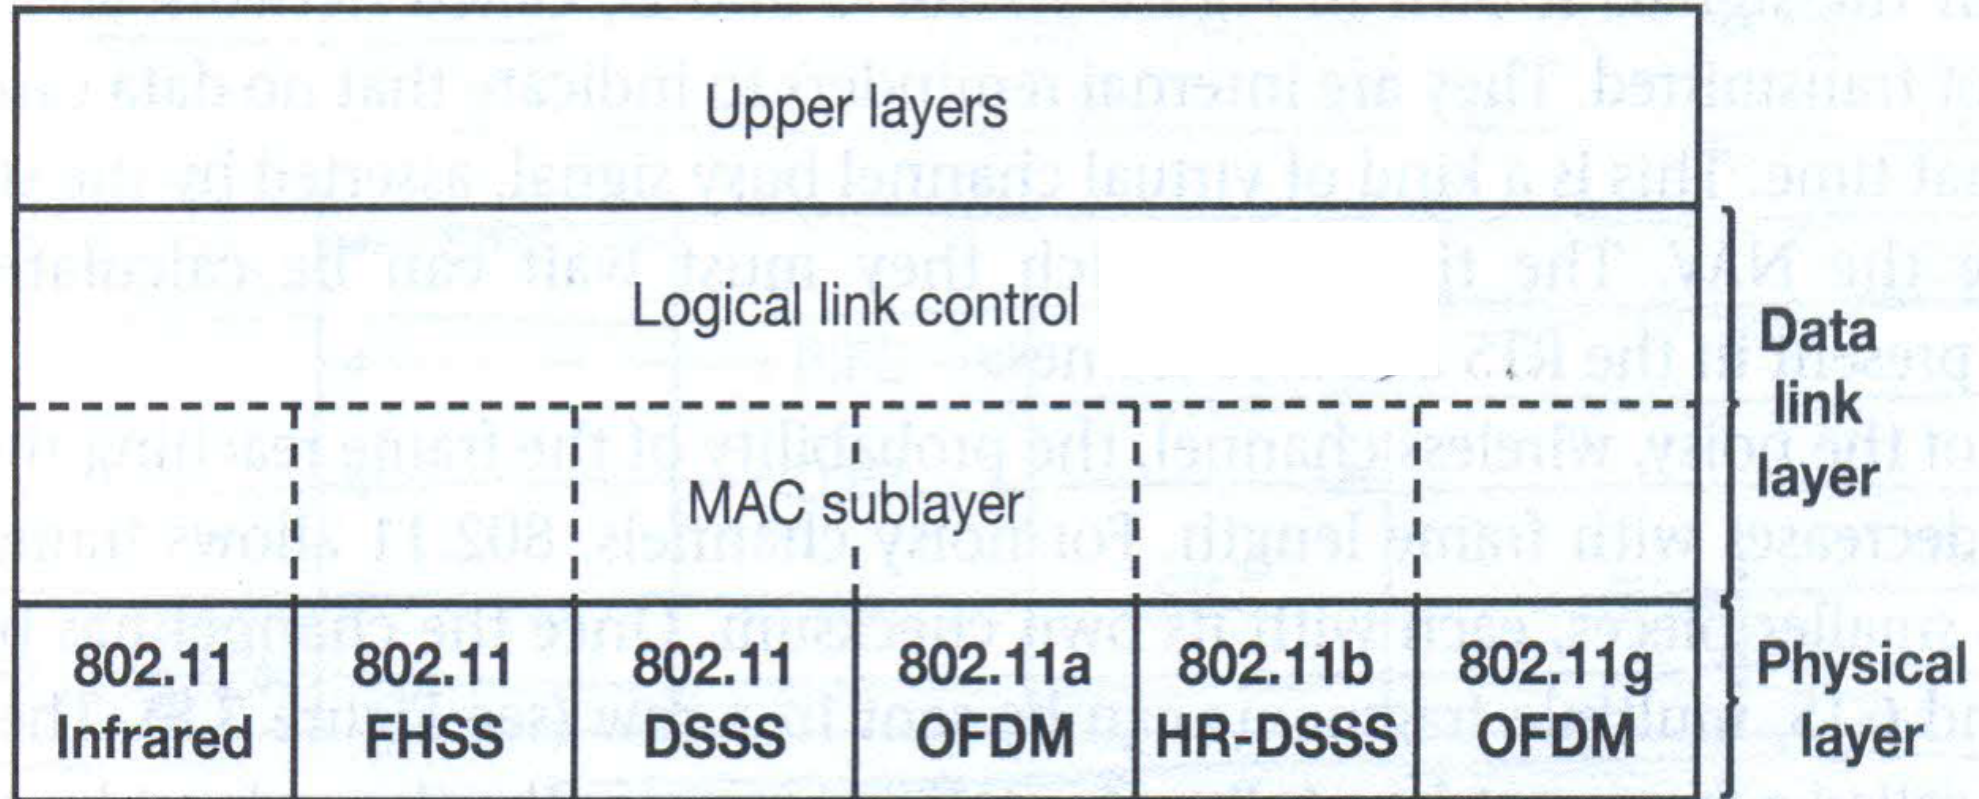 Upper layers
Logical link control
MAC sublayer
Data
link
layer
802.11
Infrared
802.11
FHSS
802.11
DSSS
802.11a
OFDM
802.11b
HR-DSSS
802.11g
OFDM
Physical
layer